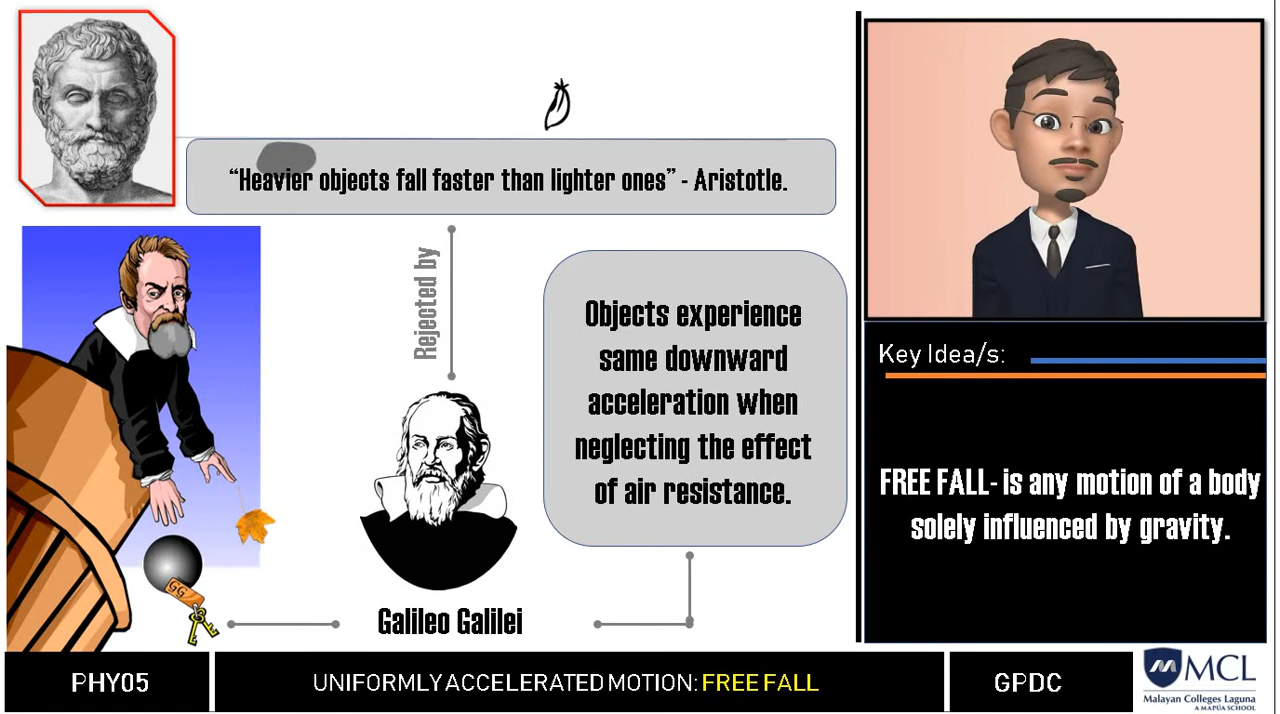 “Heavier objects fall faster than lighter ones” - Aristotle.
Rejected by
Objects experience
same downward
acceleration when
neglecting the effect
of air resistance.
GG
Galileo Galilei
Key Idea/s:
FREE FALL- is any motion of a body
solely influenced by gravity.
PHY05
UNIFORMLY ACCELERATED MOTION: FREE FALL
GPDC
MCL
Malayan Colleges Laguna
A MAPÚA SCHOOL